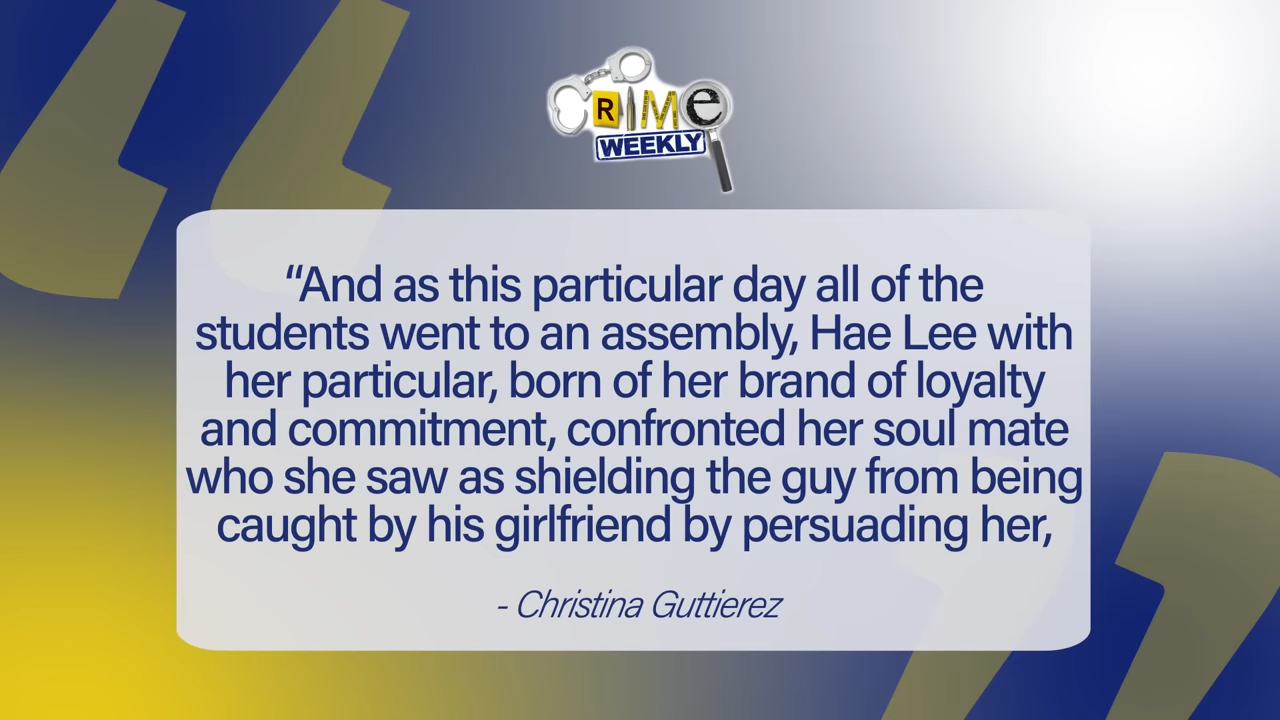 CRIMe
WEEKLY
“And as this particular day all of the
students went to an assembly, Hae Lee with
her particular, born of her brand of loyalty
and commitment, confronted her soul mate
who she saw as shielding the guy from being
caught by his girlfriend by persuading her,
- Christina Guttierez